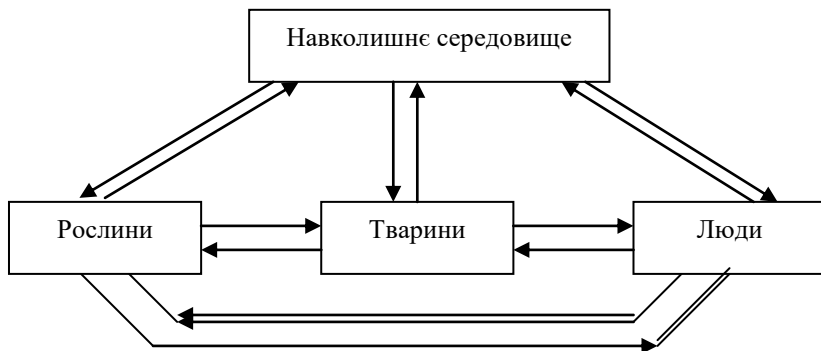 Навколишнє середовище
Рослини
Тварини
Люди